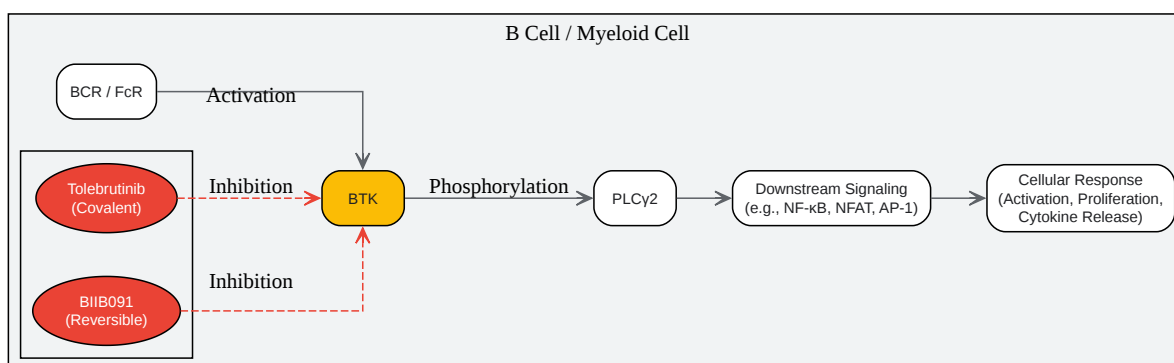 B Cell / Myeloid Cell
BCR / FcR
Activation
Tolebrutinib
(Covalent)
Inhibition
BTK
Phosphorylation
PLCγ2
Downstream Signaling
(e.g., NF-κB, NFAT, AP-1)
Cellular Response
(Activation, Proliferation,
Cytokine Release)
BIIB091
(Reversible)
Inhibition